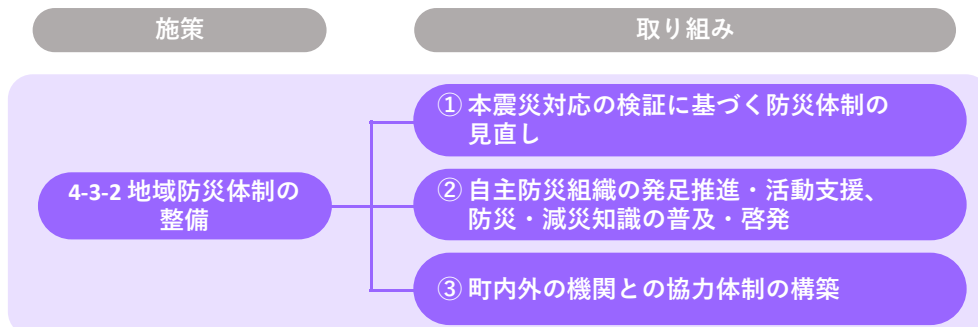 施策
取り組み
4-3-2 地域防災体制の
整備
① 本震災対応の検証に基づく防災体制の
見直し
② 自主防災組織の発足推進・活動支援、
防災・減災知識の普及・啓発
③ 町内外の機関との協力体制の構築